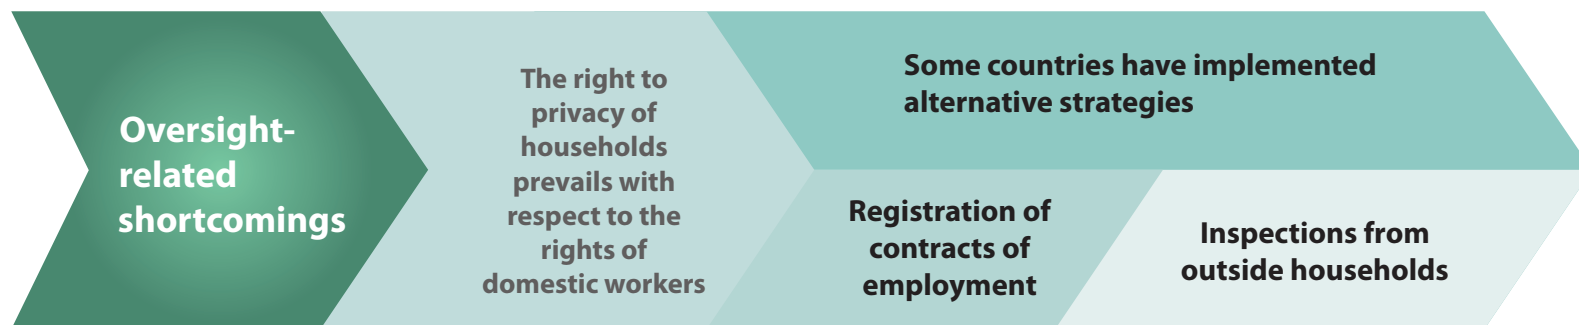 Oversight-
related
shortcomings
The right to
privacy of
households
prevails with
respect to the
rights of
domestic workers
Some countries have implemented
alternative strategies
Registration of
contracts of
employment
Inspections from
outside households